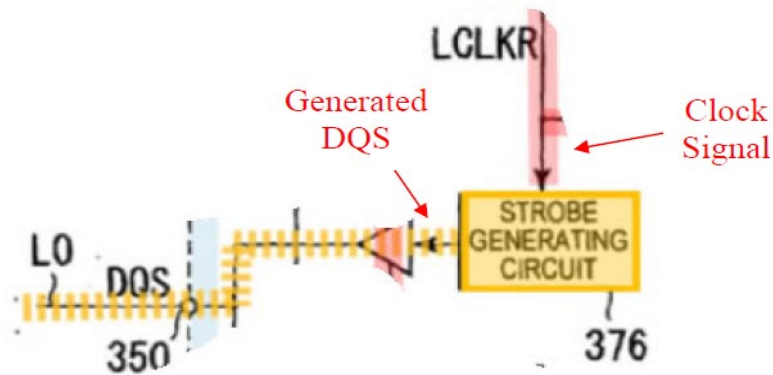 LCLKR
Generated
DQS
Clock
Signal
STROBE
GENERATING
CIRCUIT
L0
DQS
350
376